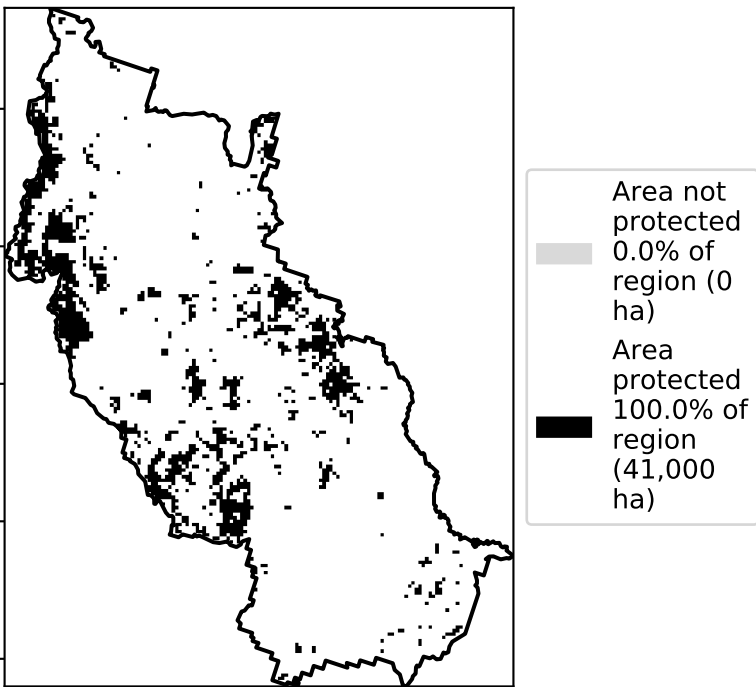 Area not
protected
0.0% of
region (0
ha)
Area
protected
100.0% of
region
(41,000
ha)